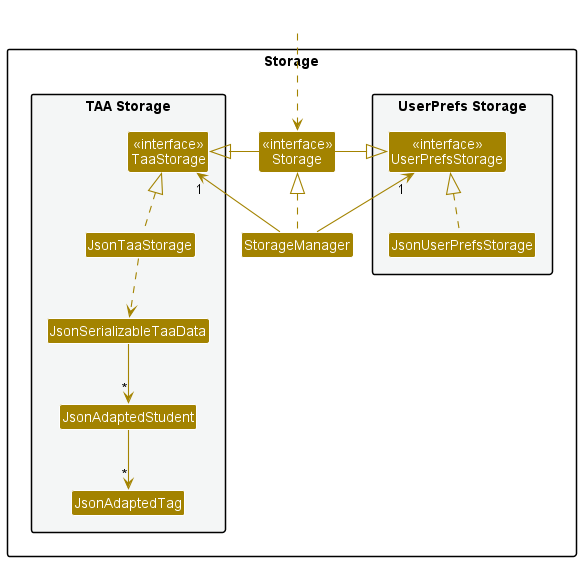 Storage
TAA Storage
UserPrefs Storage
«interface»
TaaStorage
«interface»
Storage
«interface»
UserPrefsStorage
1
1
JsonTaaStorage
StorageManager
JsonUserPrefsStorage
JsonSerializableTaaData
*
JsonAdaptedStudent
*
JsonAdaptedTag